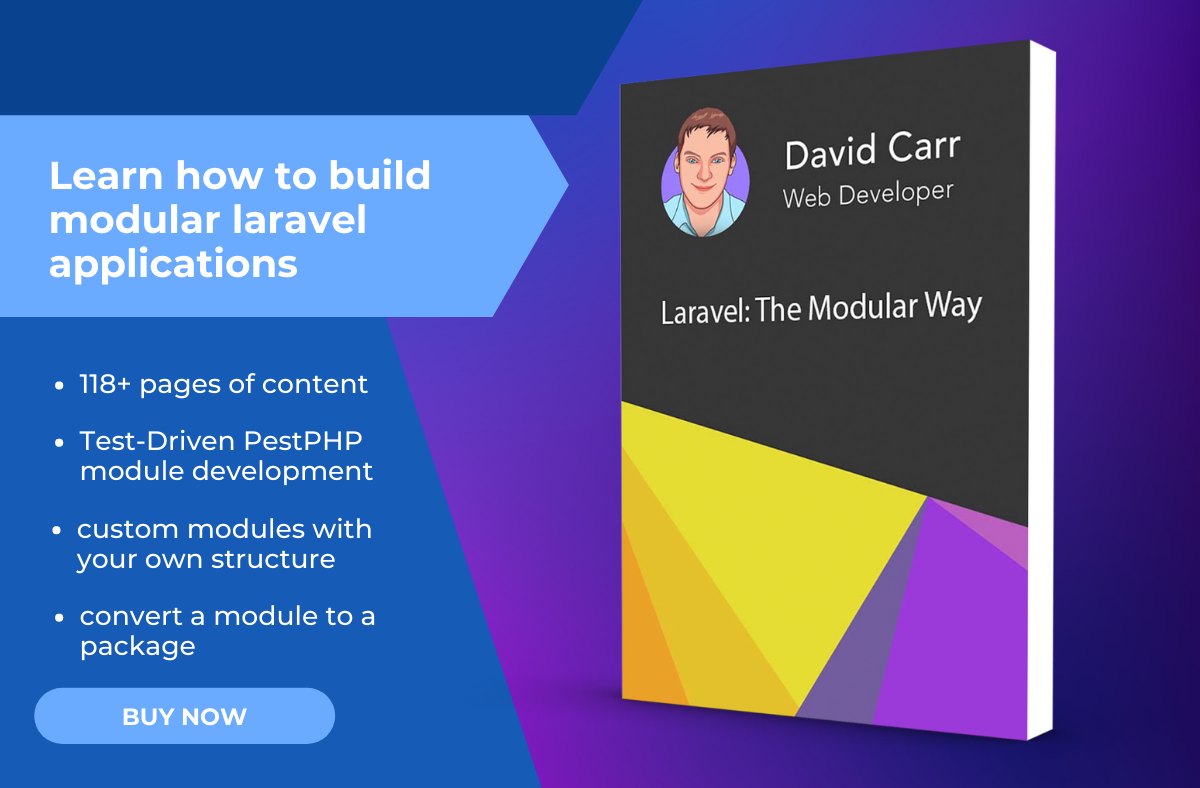 Learn how to build
modular laravel
applications
118+ pages of content
Test-Driven PestPHP
module development
custom modules with
your own structure
convert a module to a
package
BUY NOW
David Carr
Web Developer
Laravel: The Modular Way